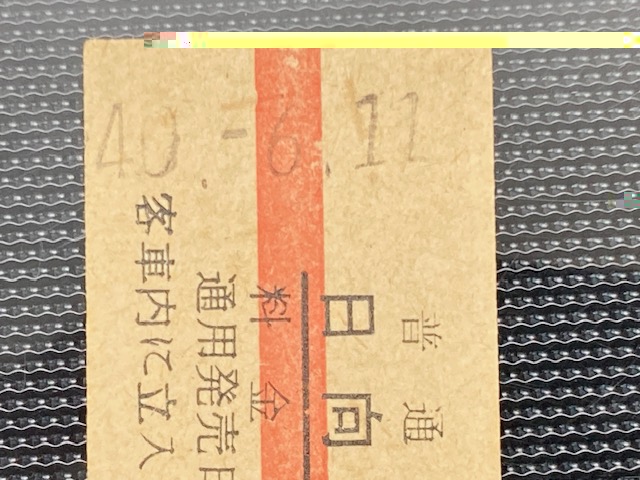 40.-6.11
普通
日向
料金
通用発売日
客車内に立入